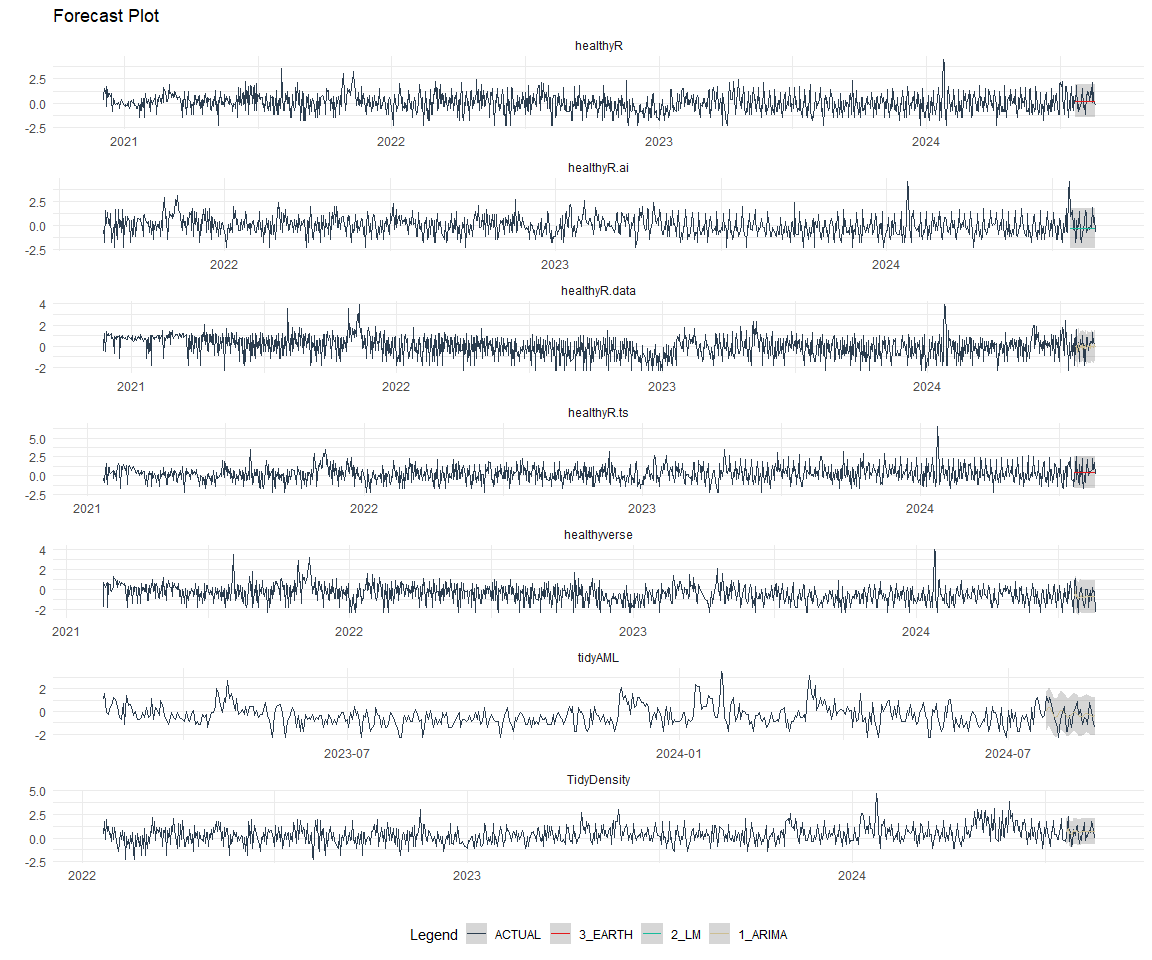 Forecast Plot
healthyR
2.5
0.0
-2.5
2021 2022 2023 2024
healthyR.ai
2.5
0.0
-2.5
2022 2023 2024
healthyR.data
4
2
0
-2
2021 2022 2023 2024
healthyR.ts
5.0
2.5
0.0
-2.5
2021 2022 2023 2024
healthyverse
4
2
0
-2
2021 2022 2023 2024
tidyAML
2
0
-2
2023-07 2024-01 2024-07
TidyDensity
5.0
2.5
0.0
-2.5
2022 2023 2024
Legend ACTUAL 3_EARTH 2_LM 1_ARIMA